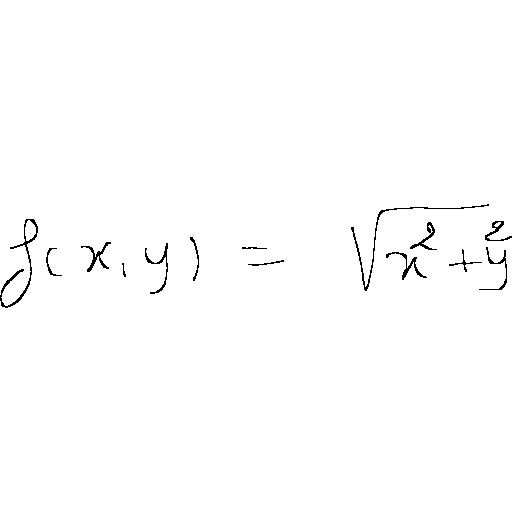 f(x, y) = √(x² + y²)